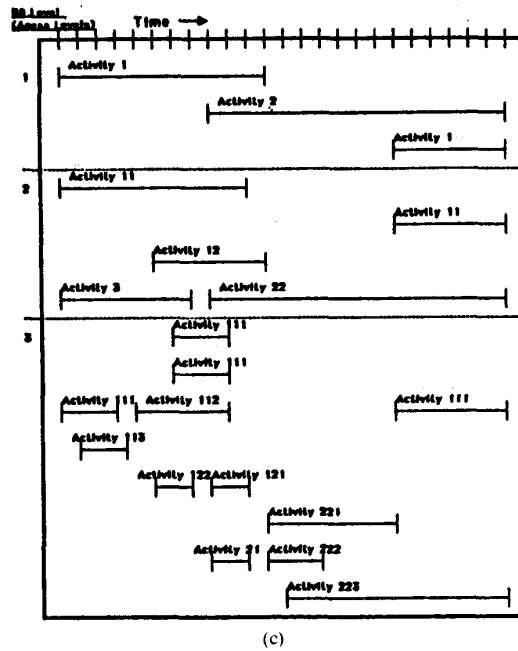 Level
Time
1
Activity 1
Activity 2
Activity 1
2
Activity 11
Activity 11
Activity 12
Activity 3 Activity 22
3
Activity 111
Activity 111
Activity 111 Activity 112 Activity 111
Activity 113
Activity 122 Activity 121
Activity 221
Activity 21 Activity 222
Activity 223
(c)